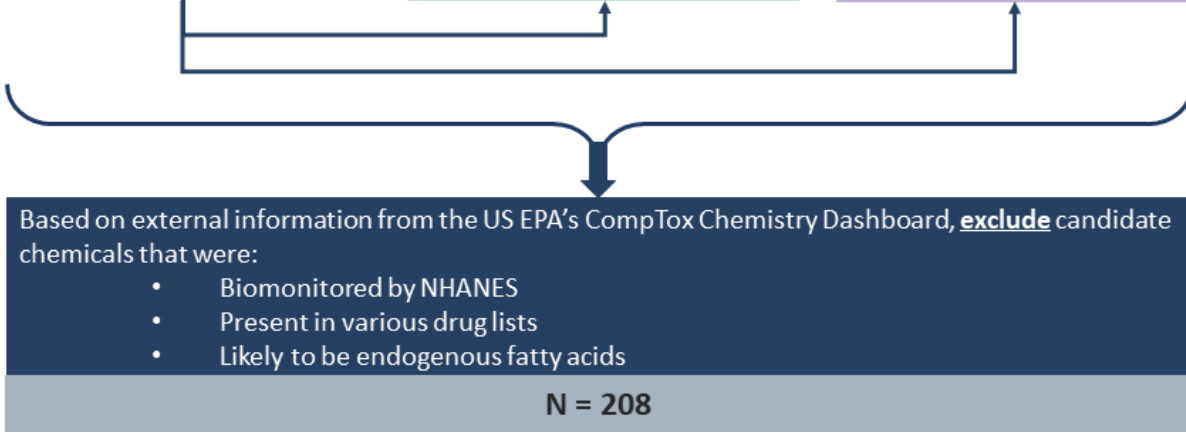 Based on external information from the US EPA's CompTox Chemistry Dashboard, exclude candidate
chemicals that were:
• Biomonitored by NHANES
• Present in various drug lists
• Likely to be endogenous fatty acids
N = 208